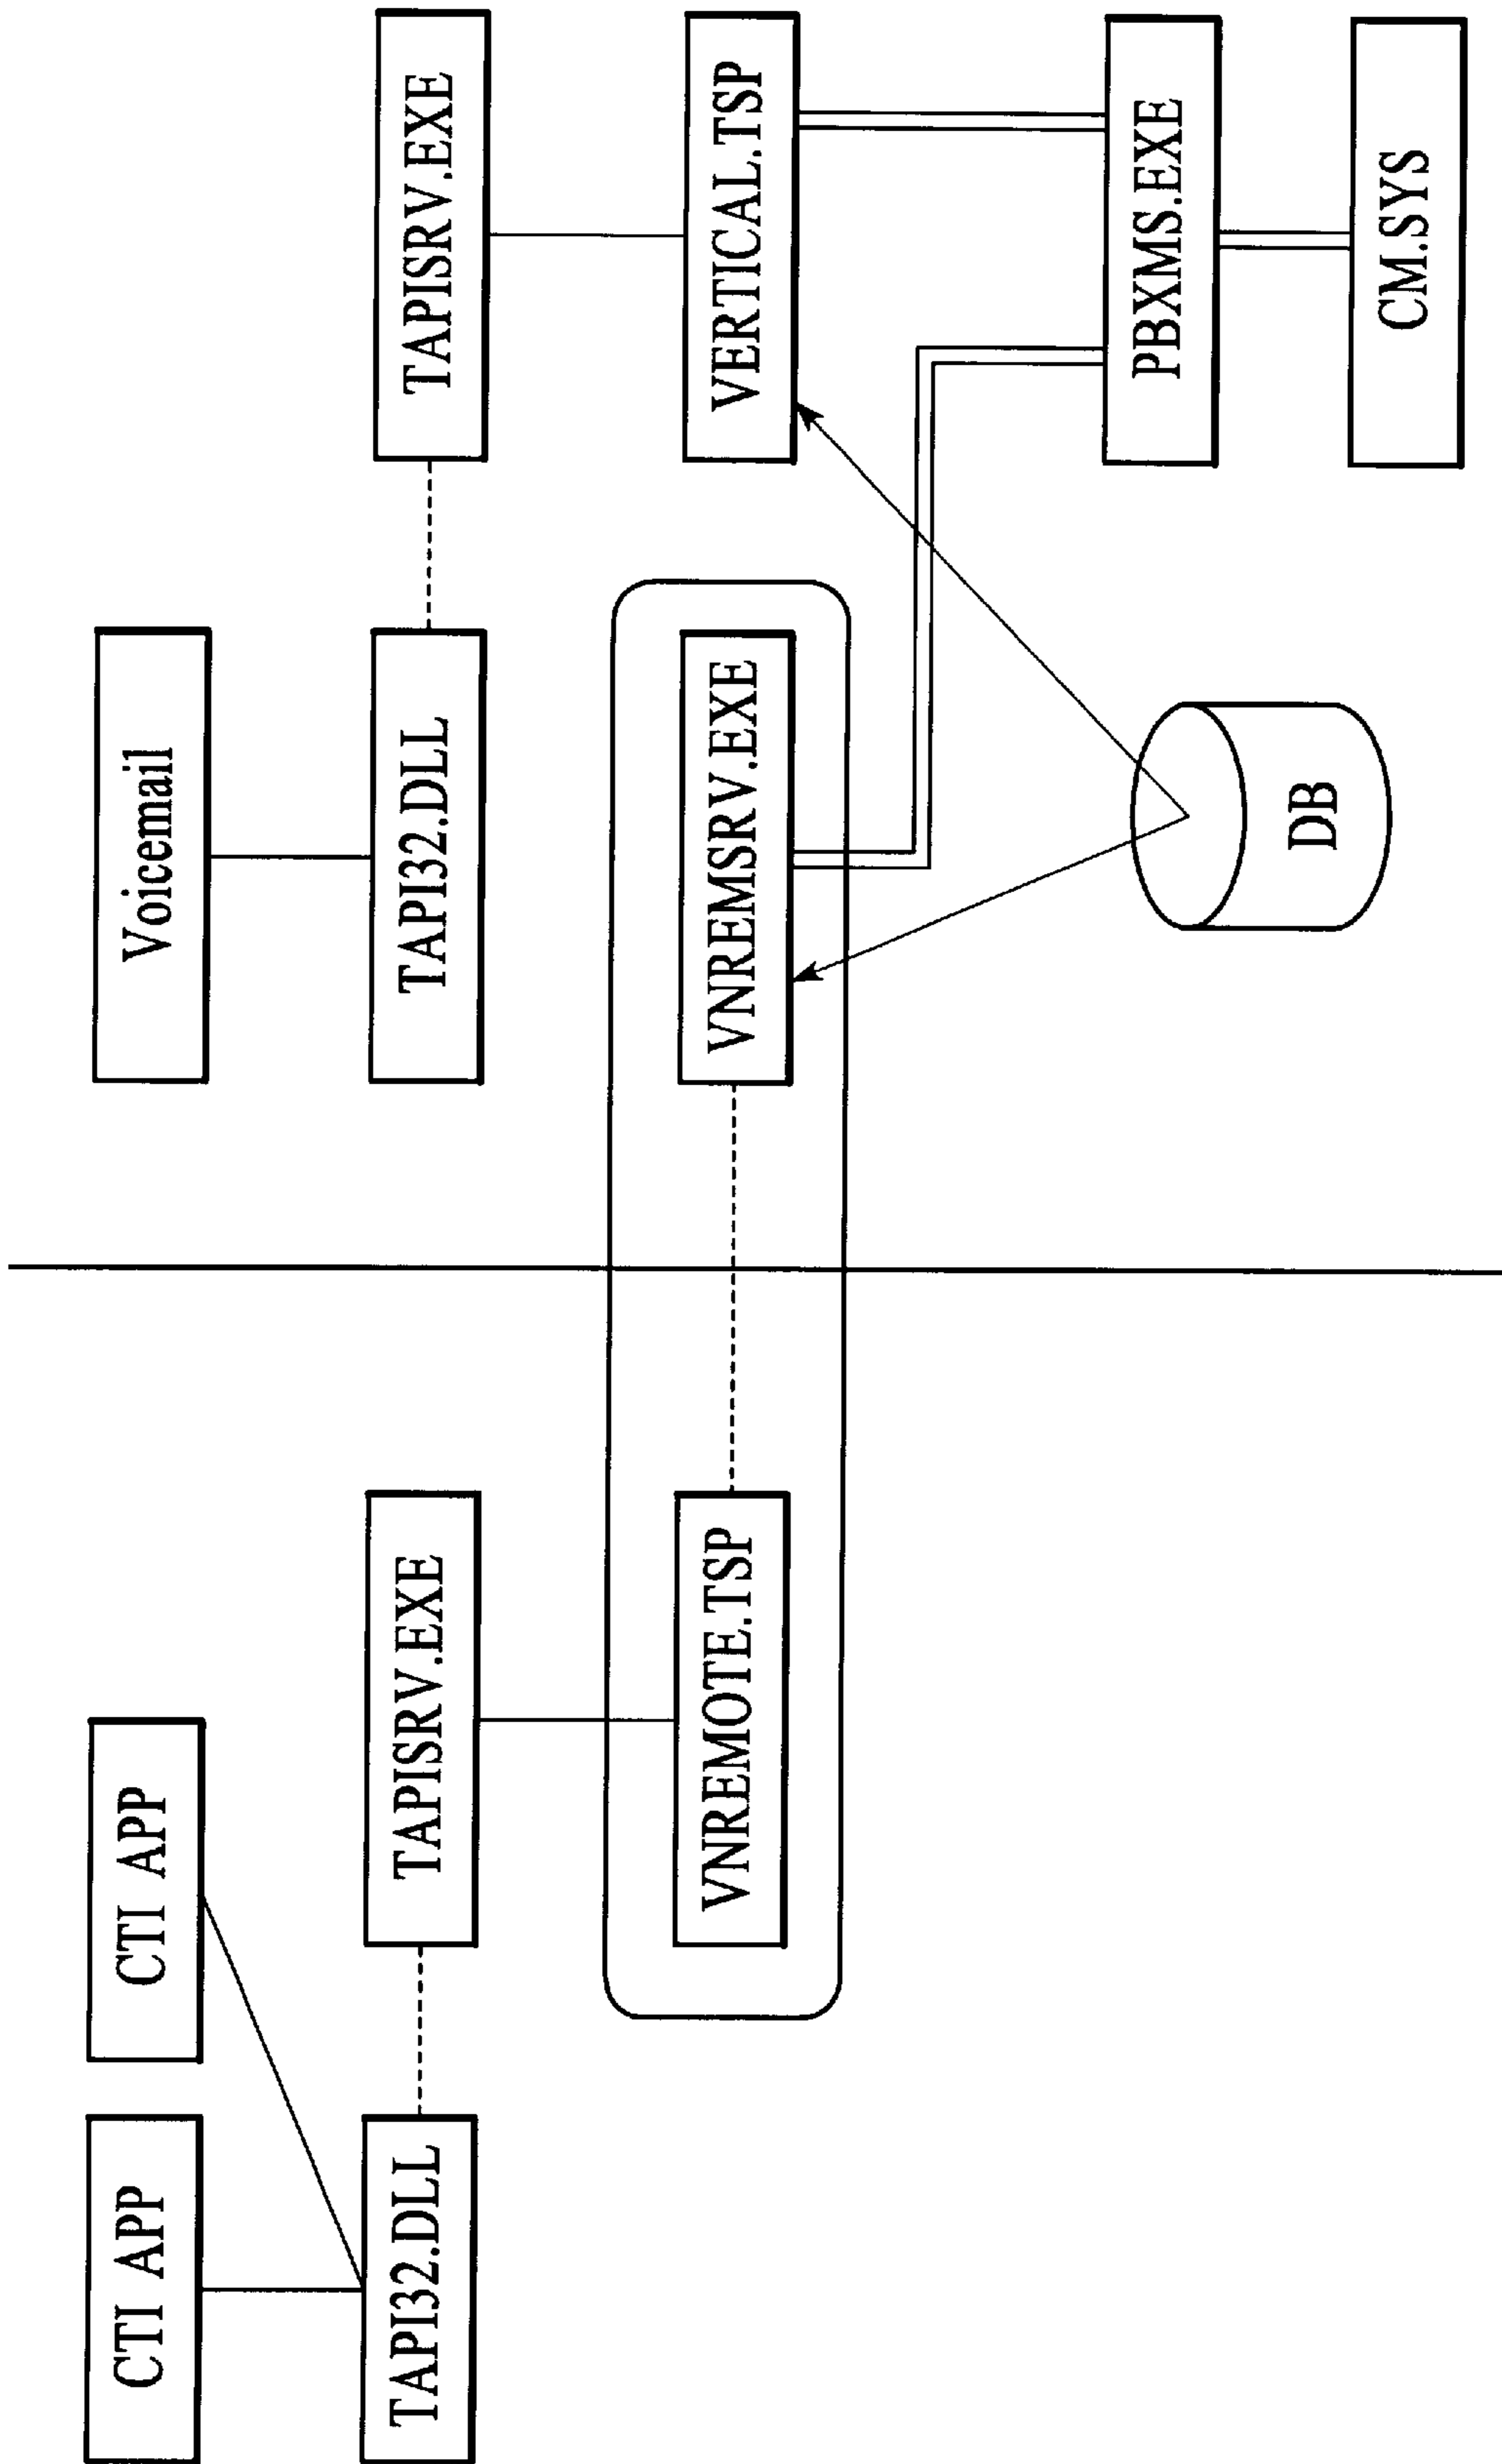 CTI APP
CTI APP
Voicemail
TAPI32.DLL
TAPISRV.EXE
TAPI32.DLL
TAPISRV.EXE
VNREMOTE.TSP
VNREMSRV.EXE
VERTICAL.TSP
DB
PBXMS.EXE
CM.SYS